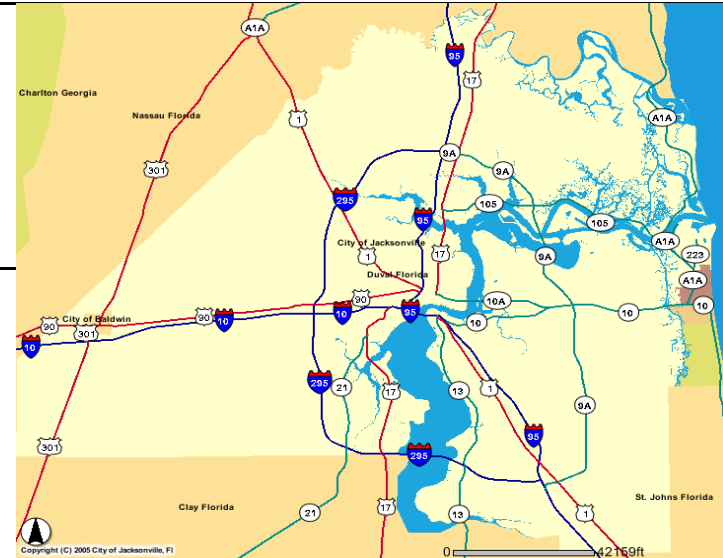 A1A
95
17
Charlton Georgia
Nassau Florida
1
A1A
9A
9A
301
295
105
95
105
City of Jacksonville
A1A
17
223
1
9A
Duval Florida
A1A
90
10A
10
90
10
95
10
City of Baldwin
10
90
301
10
295
21
17
13
1
9A
95
301
295
St. Johns Florida
Clay Florida
17
21
13
1
Copyright (C) 2005 City of Jacksonville, Fl
0
42159ft